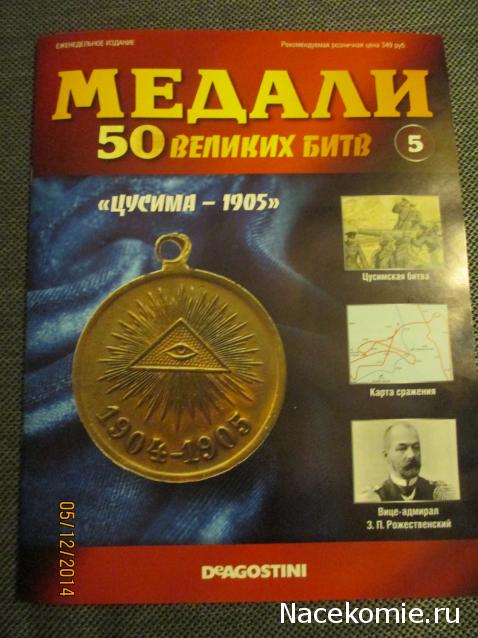 ЕЖЕНЕДЕЛЬНОЕ ИЗДАНИЕ
Рекомендуемая розничная цена 349 руб.
МЕДАЛИ
50 ВЕЛИКИХ БИТВ
5
«ЦУСИМА – 1905»
Цусимская битва
1904-1905
Карта сражения
Вице-адмирал
З. П. Рожественский
DeAGOSTINI
05/12/2014
Nacekomie.ru